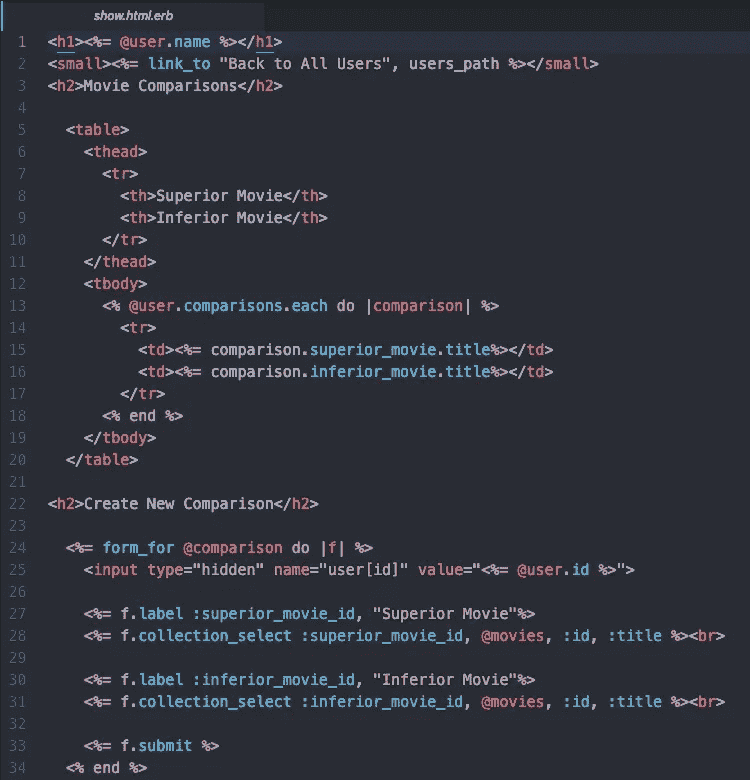 show.html.erb
1 <h1><%= @user.name %></h1>
2 <small><%= link_to "Back to All Users", users_path %></small>
3 <h2>Movie Comparisons</h2>
4
5   <table>
6     <thead>
7       <tr>
8         <th>Superior Movie</th>
9         <th>Inferior Movie</th>
10       </tr>
11     </thead>
12     <tbody>
13       <% @user.comparisons.each do |comparison| %>
14         <tr>
15           <td><%= comparison.superior_movie.title%></td>
16           <td><%= comparison.inferior_movie.title%></td>
17         </tr>
18       <% end %>
19     </tbody>
20   </table>
21
22 <h2>Create New Comparison</h2>
23
24   <%= form_for @comparison do |f| %>
25     <input type="hidden" name="user[id]" value="<%= @user.id %>">
26
27     <%= f.label :superior_movie_id, "Superior Movie"%>
28     <%= f.collection_select :superior_movie_id, @movies, :id, :title %><br>
29
30     <%= f.label :inferior_movie_id, "Inferior Movie"%>
31     <%= f.collection_select :inferior_movie_id, @movies, :id, :title %><br>
32
33     <%= f.submit %>
34   <% end %>